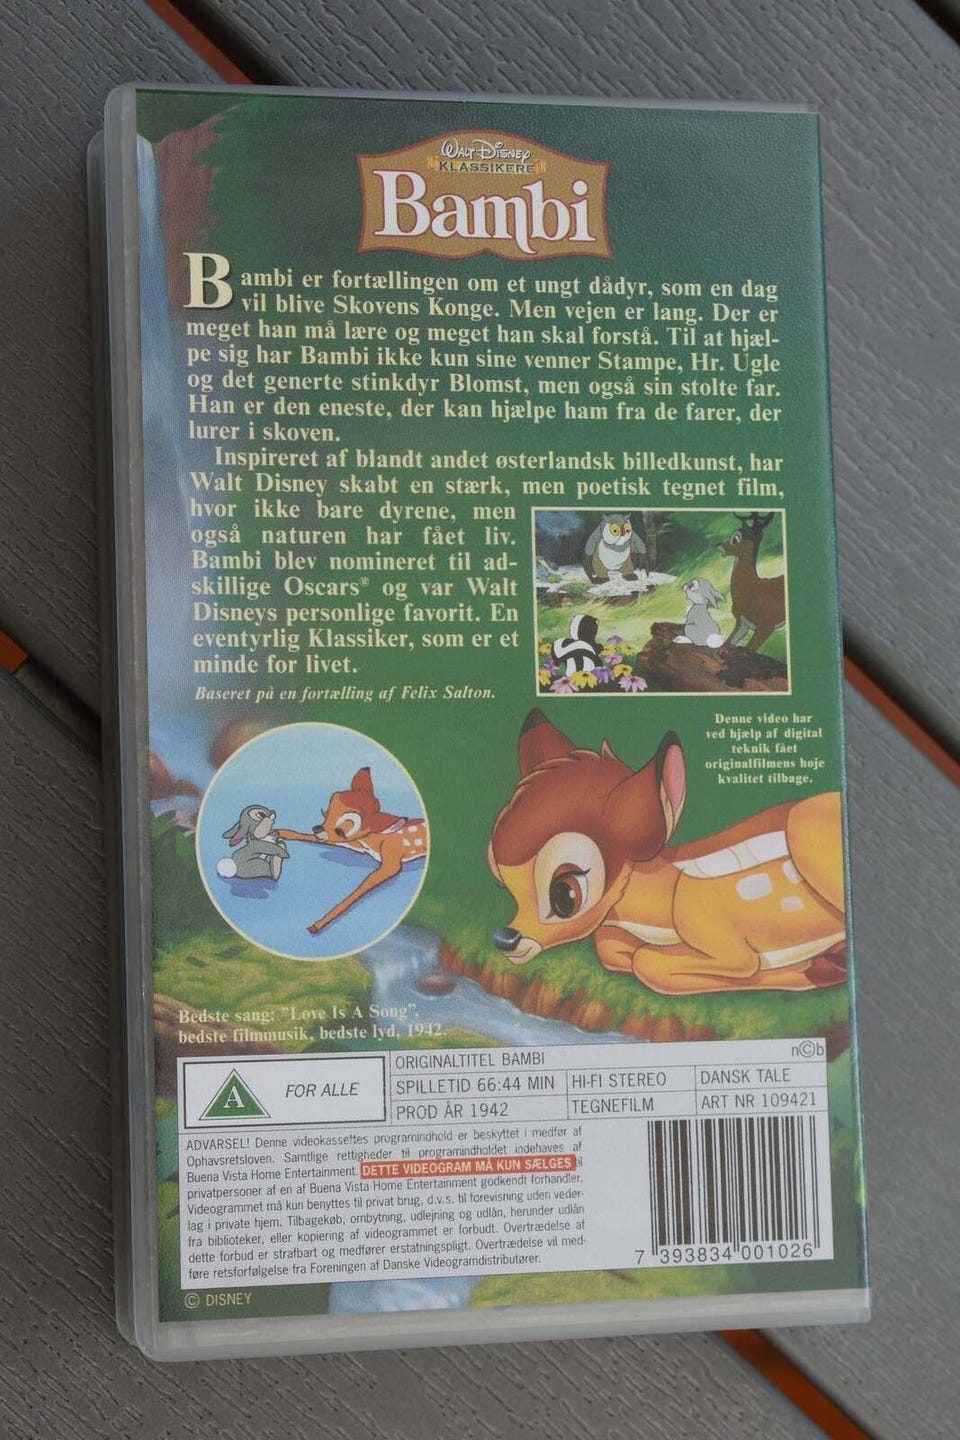 WALT DISNEY
KLASSIKERE
Bambi
Bambi er fortællingen om et ungt dådyr, som en dag
vil blive Skovens Konge. Men vejen er lang. Der er
meget han må lære og meget han skal forstå. Til at hjæl-
pe sig har Bambi ikke kun sine venner Stampe, Hr. Ugle
og det generte stinkdyr Blomst, men også sin stolte far.
Han er den eneste, der kan hjælpe ham fra de farer, der
lurer i skoven.
Inspireret af blandt andet østerlandsk billedkunst, har
Walt Disney skabt en stærk, men poetisk tegnet film,
hvor ikke bare dyrene, men
også naturen har fået liv.
Bambi blev nomineret til ad-
skillige Oscars® og var Walt
Disneys personlige favorit. En
eventyrlig Klassiker, som er et
minde for livet.
Baseret på en fortælling af Felix Salton.
Denne video har
ved hjælp af digital
teknik fået
originalfilmens høje
kvalitet tilbage.
Bedste sang: "Love Is A Song",
bedste filmmusik, bedste lyd, 1942.
n©b
A FOR ALLE
ORIGINALTITEL BAMBI
SPILLETID 66:44 MIN HI-FI STEREO DANSK TALE
PROD ÅR 1942 TEGNEFILM ART NR 109421
ADVARSEL! Denne videokassettes programindhold er beskyttet i medfør af
Ophavsretsloven. Samtlige rettigheder til programindholdet indehaves af
Buena Vista Home Entertainment. DETTE VIDEOGRAM MÅ KUN SÆLGES til
privatpersoner af en af Buena Vista Home Entertainment godkendt forhandler.
Videogrammet må kun benyttes til privat brug, d.v.s. til forevisning uden veder-
lag i private hjem. Tilbagekøb, ombytning, udlejning og udlån, herunder udlån
fra biblioteker, eller kopiering af videogrammet er forbudt. Overtrædelse af
dette forbud er strafbart og medfører erstatningspligt. Overtrædelse vil med-
føre retsforfølgelse fra Foreningen af Danske Videogramdistributører.
7 393834 001026
© DISNEY